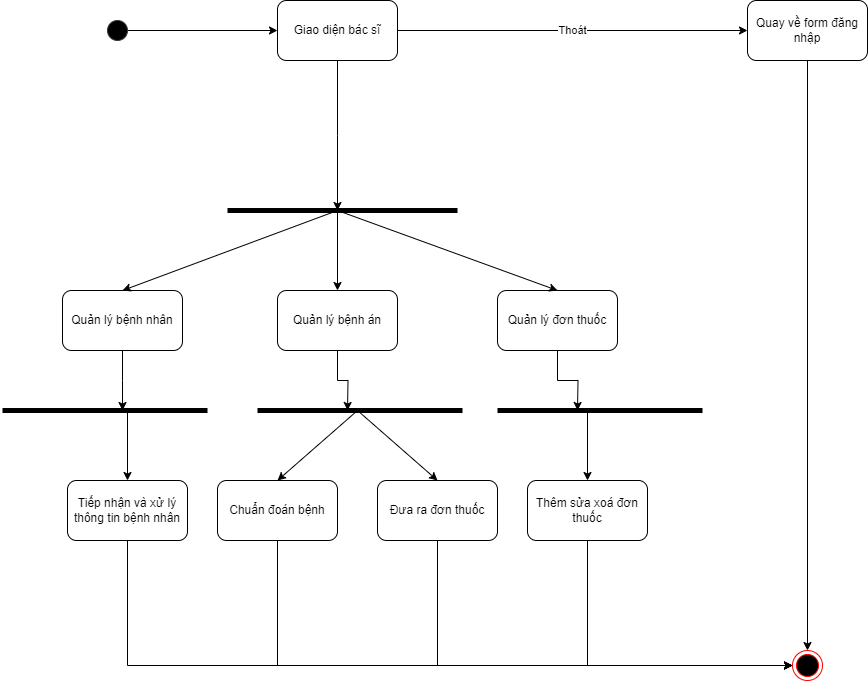 Giao diện bác sĩ
Thoát
Quay về form đăng
nhập
Quản lý bệnh nhân
Quản lý bệnh án
Quản lý đơn thuốc
Tiếp nhận và xử lý
thông tin bệnh nhân
Chuẩn đoán bệnh
Đưa ra đơn thuốc
Thêm sửa xoá đơn
thuốc